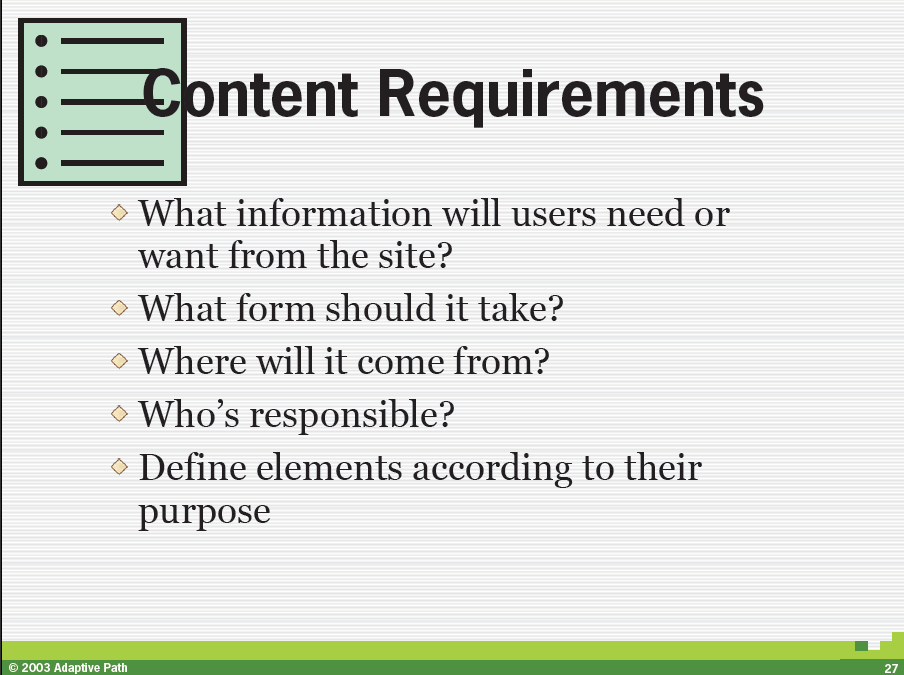 Content Requirements
What information will users need or
want from the site?
What form should it take?
Where will it come from?
Who’s responsible?
Define elements according to their
purpose
© 2003 Adaptive Path
27